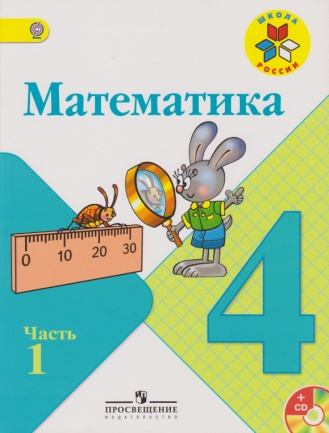 ШКОЛА
РОССИИ
Математика
0 10 20 30
4
Часть
1
ПРОСВЕЩЕНИЕ
ИЗДАТЕЛЬСТВО
+
CD